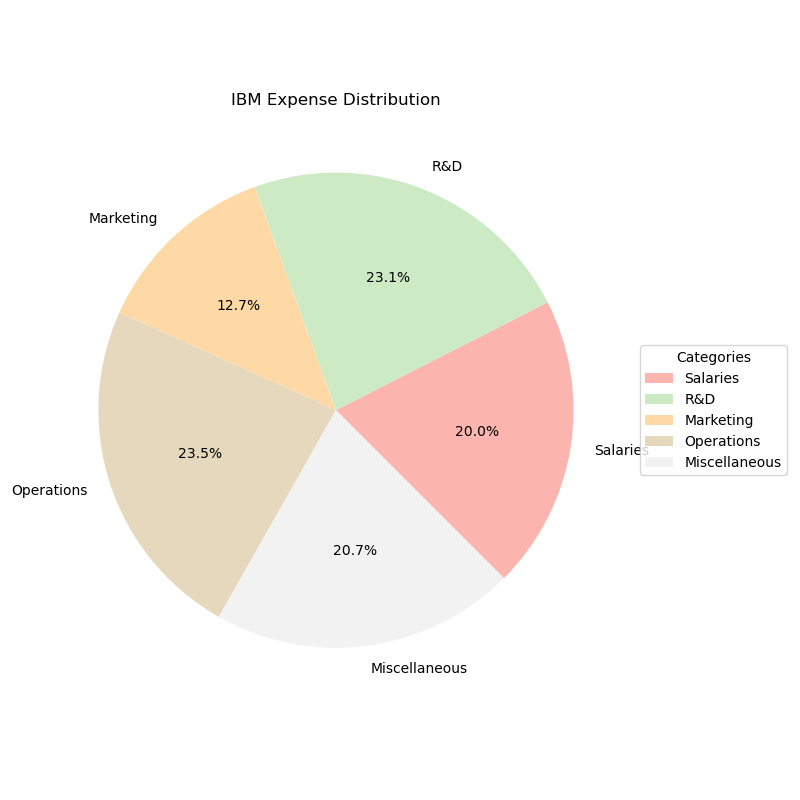 IBM Expense Distribution
R&D
Marketing
23.1%
12.7%
Categories
Salaries
R&D
Marketing
Operations
Miscellaneous
20.0%
Salaries
23.5%
Operations
20.7%
Miscellaneous